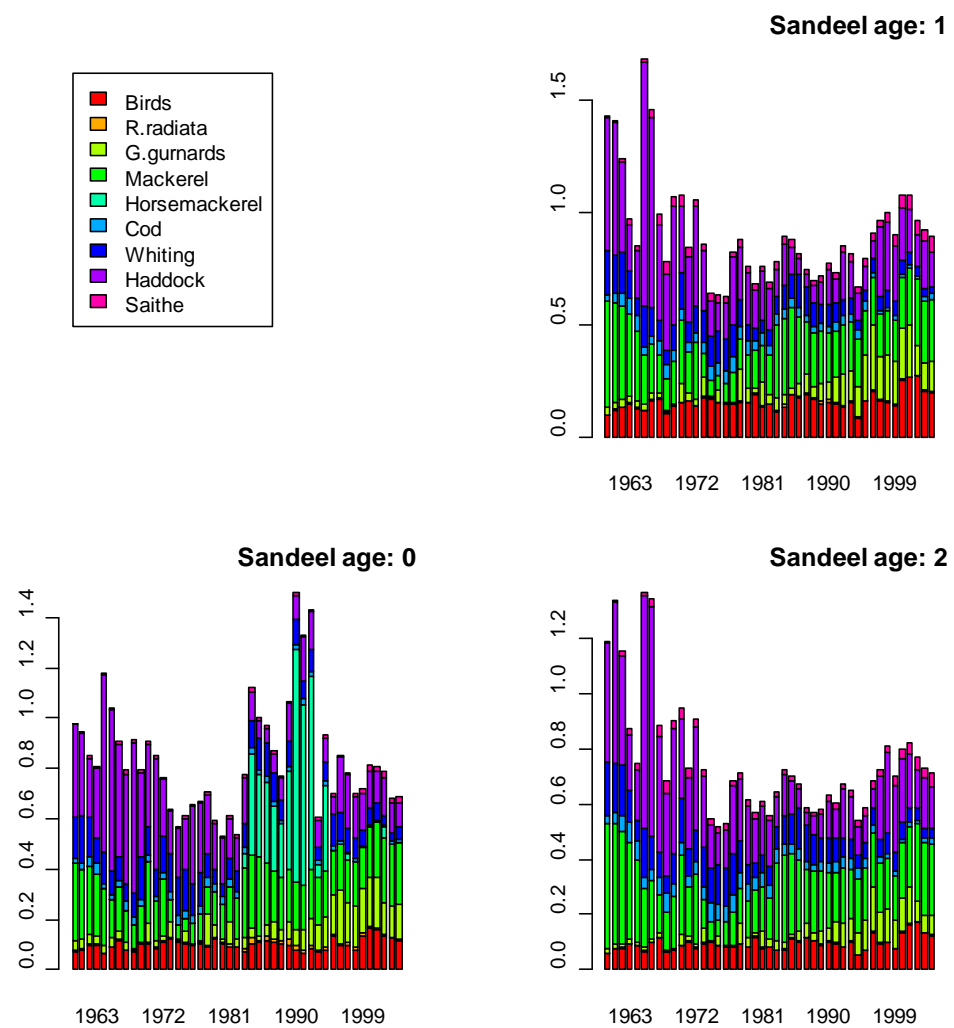 Sandeel age: 1
Birds
R.radiata
G.gurnards
Mackerel
Horsemackerel
Cod
Whiting
Haddock
Saithe
1.5
1.0
0.5
0.0
1963 1972 1981 1990 1999
Sandeel age: 0
1.4
1.2
1.0
0.8
0.6
0.4
0.2
0.0
1963 1972 1981 1990 1999
Sandeel age: 2
1.2
1.0
0.8
0.6
0.4
0.2
0.0
1963 1972 1981 1990 1999